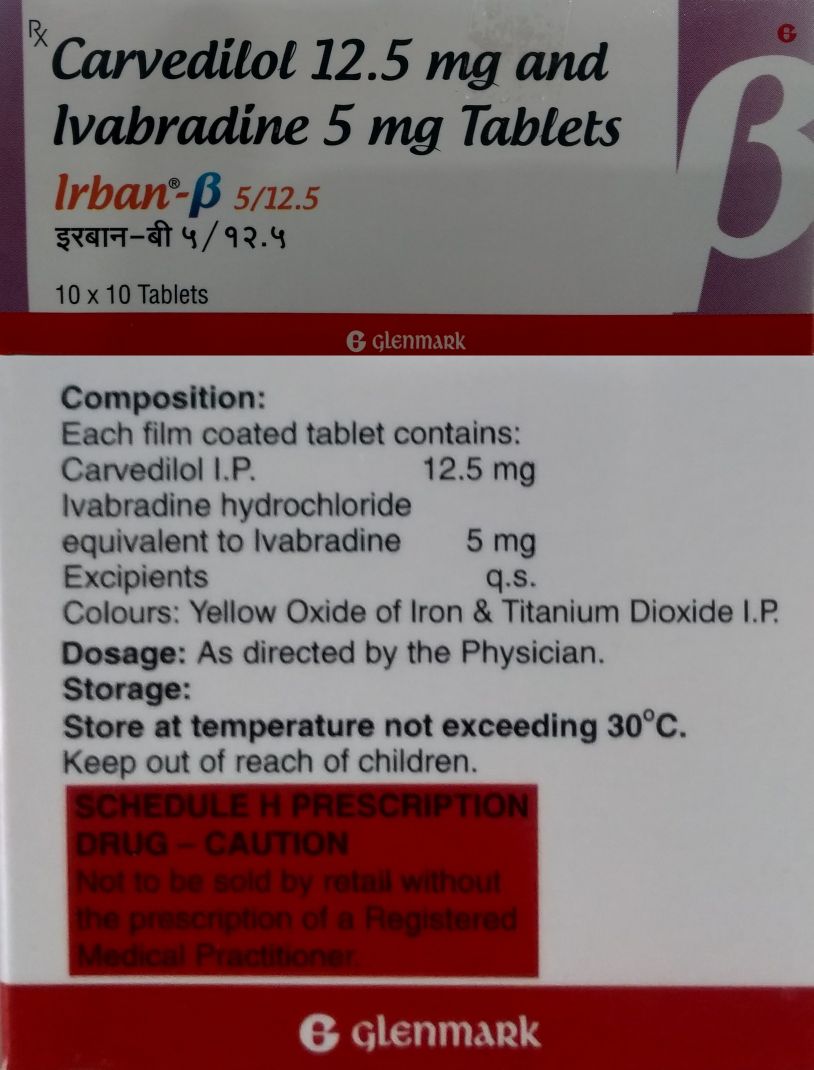 Rx
Carvedilol 12.5 mg and
Ivabradine 5 mg Tablets
Irban®-β 5/12.5
इरबान-बी ५/१२.५
10 x 10 Tablets
glenmark
β
Composition:
Each film coated tablet contains:
Carvedilol I.P. 12.5 mg
Ivabradine hydrochloride
equivalent to Ivabradine 5 mg
Excipients q.s.
Colours: Yellow Oxide of Iron & Titanium Dioxide I.P.
Dosage: As directed by the Physician.
Storage:
Store at temperature not exceeding 30°C.
Keep out of reach of children.
SCHEDULE H PRESCRIPTION
DRUG – CAUTION
Not to be sold by retail without
the prescription of a Registered
Medical Practitioner.
glenmark